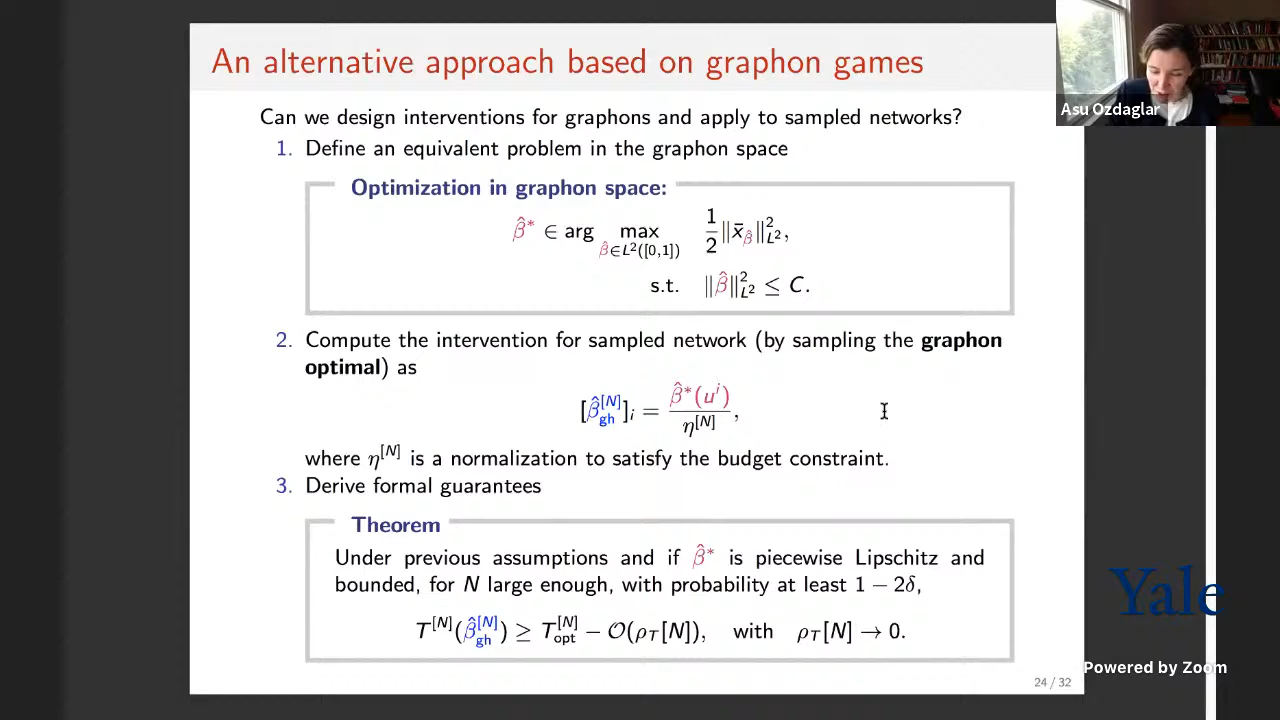 An alternative approach based on graphon games
Can we design interventions for graphons and apply to sampled networks?
1. Define an equivalent problem in the graphon space
Optimization in graphon space:
β̂* ∈ arg max_{β̂∈L²([0,1])} 1/2 ‖x̄_β̂‖²_{L²},
s.t. ‖β̂‖²_{L²} ≤ C.
2. Compute the intervention for sampled network (by sampling the graphon
optimal) as
[β̂_gh^[N]]_i = β̂*(u^i) / η^[N],
where η^[N] is a normalization to satisfy the budget constraint.
3. Derive formal guarantees
Theorem
Under previous assumptions and if β̂* is piecewise Lipschitz and
bounded, for N large enough, with probability at least 1 − 2δ,
T^[N](β̂_gh^[N]) ≥ T_opt^[N] − O(ρ_T[N]), with ρ_T[N] → 0.
24 / 32
Asu Ozdaglar
Yale
Powered by Zoom